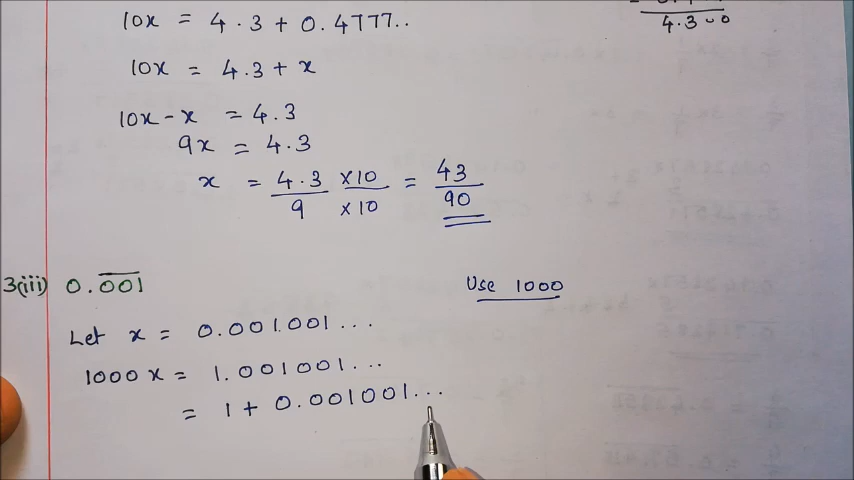 10x = 4.3 + 0.4777..
4.3 0 0
10x = 4.3 + x
10x - x = 4.3
9x = 4.3
x = 4.3/9 ×10/×10 = 43/90
3(iii) 0.0̅0̅1̅ Use 1000
Let x = 0.001001...
1000x = 1.001001...
= 1 + 0.001001...